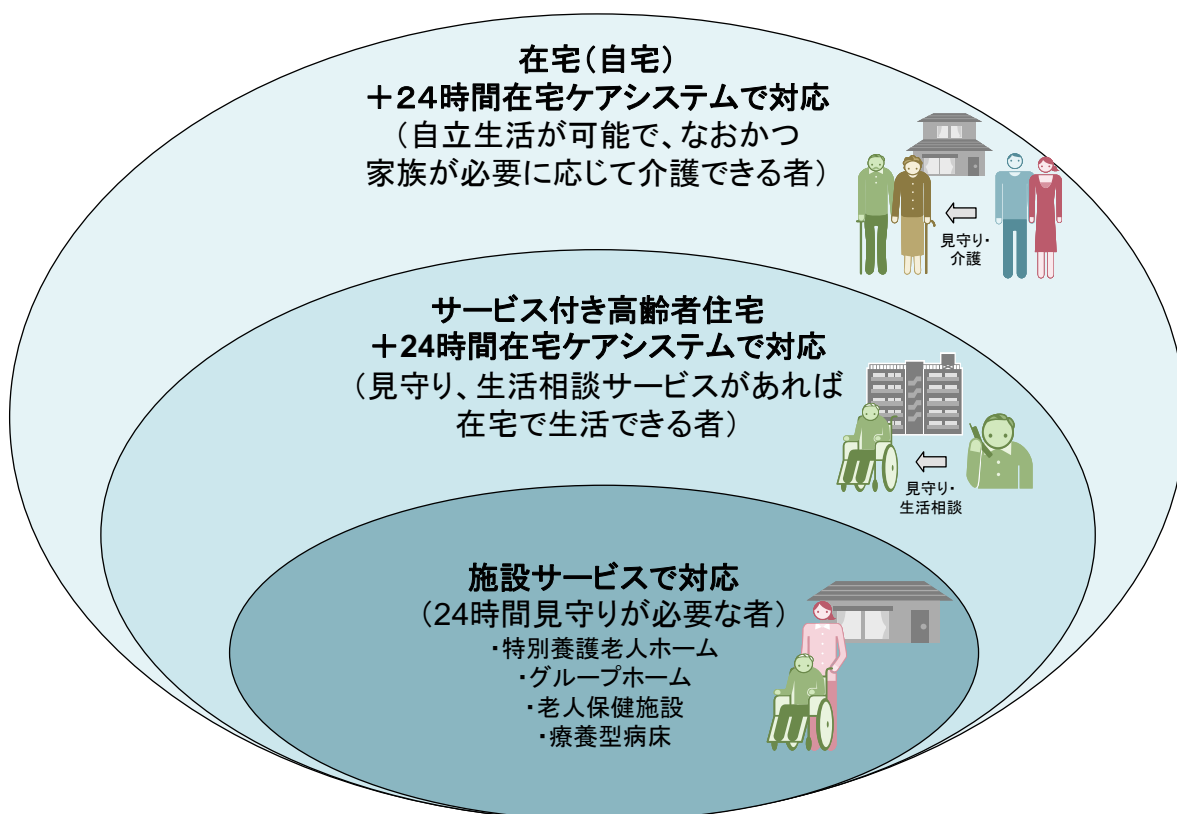 在宅（自宅）
＋２４時間在宅ケアシステムで対応
（自立生活が可能で、なおかつ
家族が必要に応じて介護できる者）
見守り・
介護
サービス付き高齢者住宅
＋24時間在宅ケアシステムで対応
（見守り、生活相談サービスがあれば
在宅で生活できる者）
見守り・
生活相談
施設サービスで対応
（24時間見守りが必要な者）
・特別養護老人ホーム
・グループホーム
・老人保健施設
・療養型病床